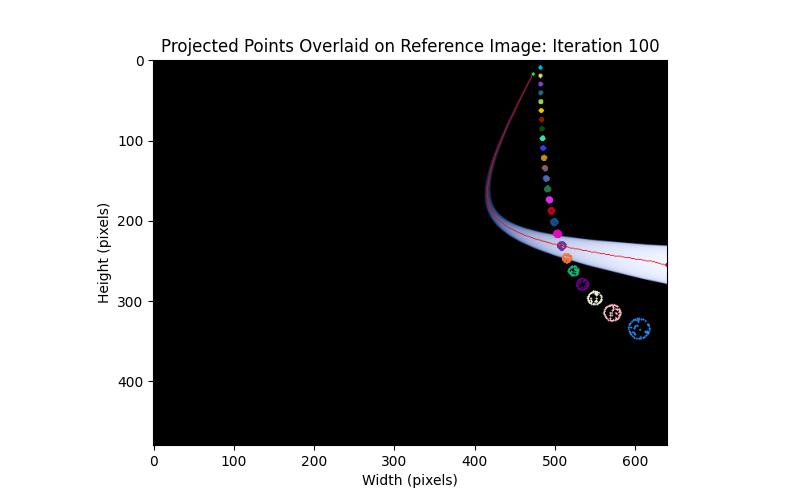 Projected Points Overlaid on Reference Image: Iteration 100
0
100
200
300
400
Height (pixels)
0 100 200 300 400 500 600
Width (pixels)